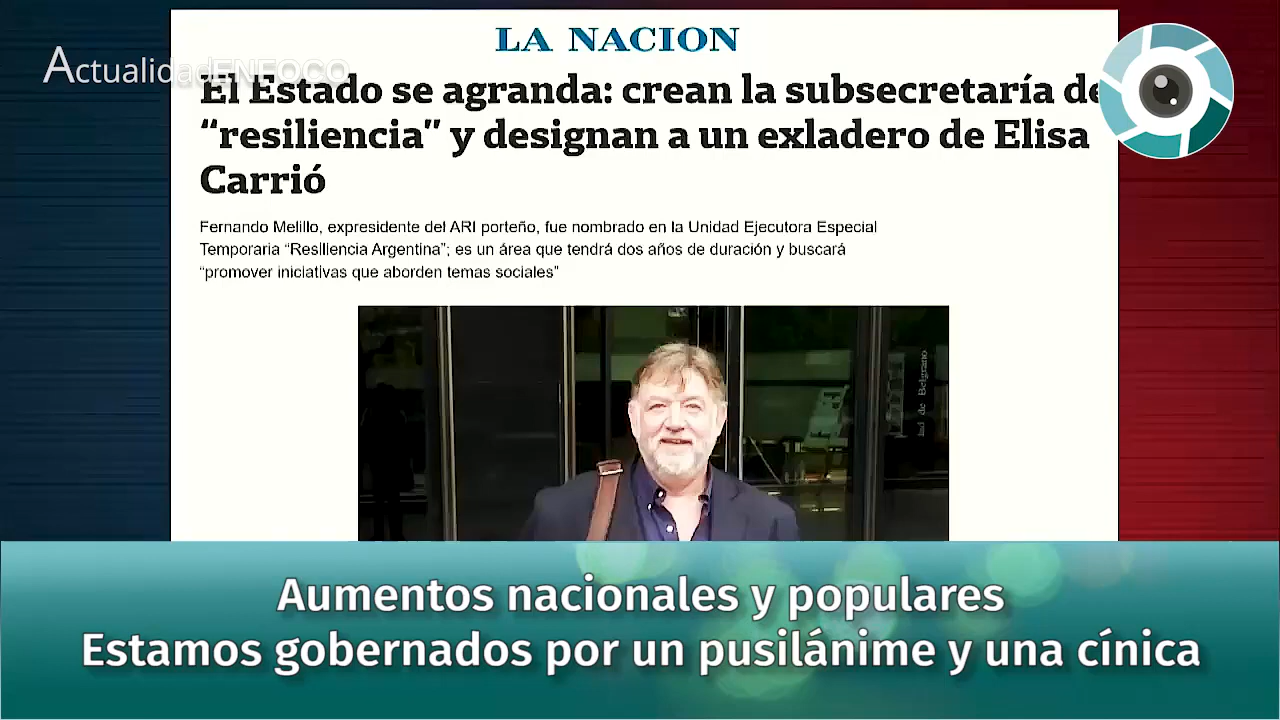 LA NACION
ActualidadENFOCO
El Estado se agranda: crean la subsecretaría de
“resiliencia” y designan a un exladero de Elisa
Carrió
Fernando Melillo, expresidente del ARI porteño, fue nombrado en la Unidad Ejecutora Especial
Temporaria “Resiliencia Argentina”; es un área que tendrá dos años de duración y buscará
“promover iniciativas que aborden temas sociales”
dad de Belgrano
Aumentos nacionales y populares
Estamos gobernados por un pusilánime y una cínica